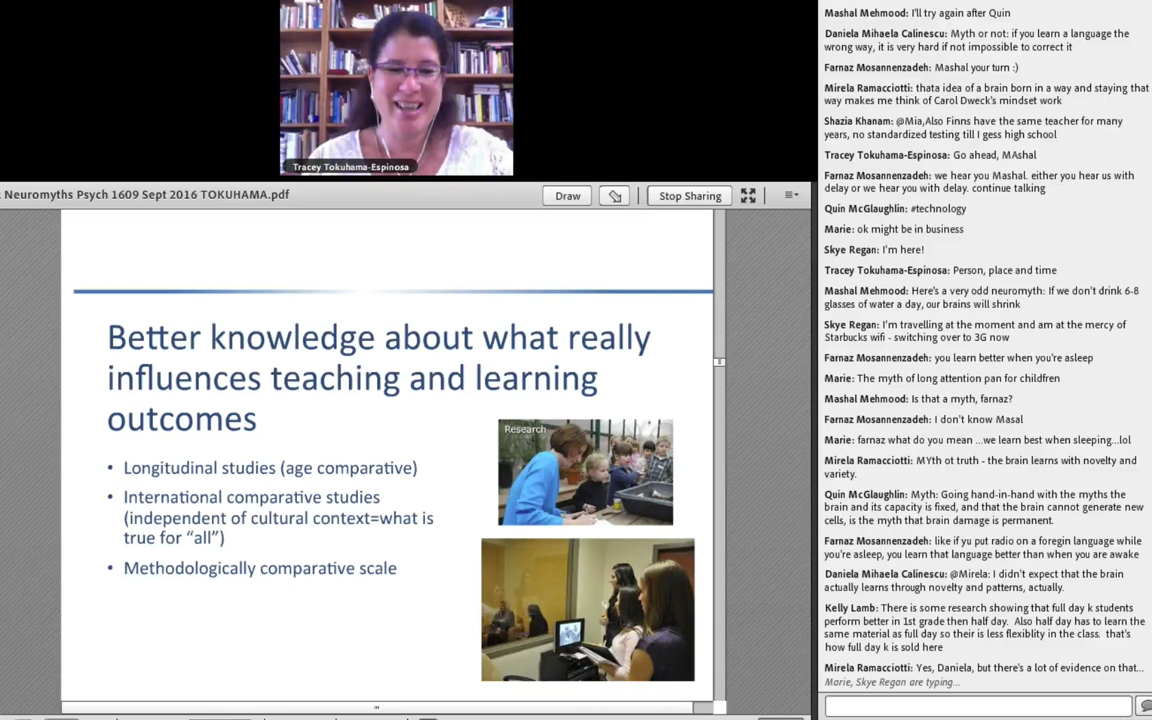 Tracey Tokuhama-Espinosa
Neuromyths Psych 1609 Sept 2016 TOKUHAMA.pdf
Draw
Stop Sharing
Better knowledge about what really
influences teaching and learning
outcomes
• Longitudinal studies (age comparative)
• International comparative studies
(independent of cultural context=what is
true for “all”)
• Methodologically comparative scale
Research
Mashal Mehmood: I'll try again after Quin
Daniela Mihaela Calinescu: Myth or not: if you learn a language the
wrong way, it is very hard if not impossible to correct it
Farnaz Mosannenzadeh: Mashal your turn :)
Mirela Ramacciotti: thata idea of a brain born in a way and staying that
way makes me think of Carol Dweck's mindset work
Shazia Khanam: @Mia,Also Finns have the same teacher for many
years, no standardized testing till I gess high school
Tracey Tokuhama-Espinosa: Go ahead, MAshal
Farnaz Mosannenzadeh: we hear you Mashal. either you hear us with
delay or we hear you with delay. continue talking
Quin McGlaughlin: #technology
Marie: ok might be in business
Skye Regan: I'm here!
Tracey Tokuhama-Espinosa: Person, place and time
Mashal Mehmood: Here's a very odd neuromyth: If we don't drink 6-8
glasses of water a day, our brains will shrink
Skye Regan: I'm travelling at the moment and am at the mercy of
Starbucks wifi - switching over to 3G now
Farnaz Mosannenzadeh: you learn better when you're asleep
Marie: The myth of long attention pan for childfren
Mashal Mehmood: Is that a myth, farnaz?
Farnaz Mosannenzadeh: I don't know Masal
Marie: farnaz what do you mean ...we learn best when sleeping...lol
Mirela Ramacciotti: MYth ot truth - the brain learns with novelty and
variety.
Quin McGlaughlin: Myth: Going hand-in-hand with the myths the
brain and its capacity is fixed, and that the brain cannot generate new
cells, is the myth that brain damage is permanent.
Farnaz Mosannenzadeh: like if yu put radio on a foregin language while
you're asleep, you learn that language better than when you are awake
Daniela Mihaela Calinescu: @Mirela: I didn't expect that the brain
actually learns through novelty and patterns, actually.
Kelly Lamb: There is some research showing that full day k students
perform better in 1st grade then half day. Also half day has to learn the
same material as full day so their is less flexiblity in the class. that's
how full day k is sold here
Mirela Ramacciotti: Yes, Daniela, but there's a lot of evidence on that...
Marie, Skye Regan are typing...